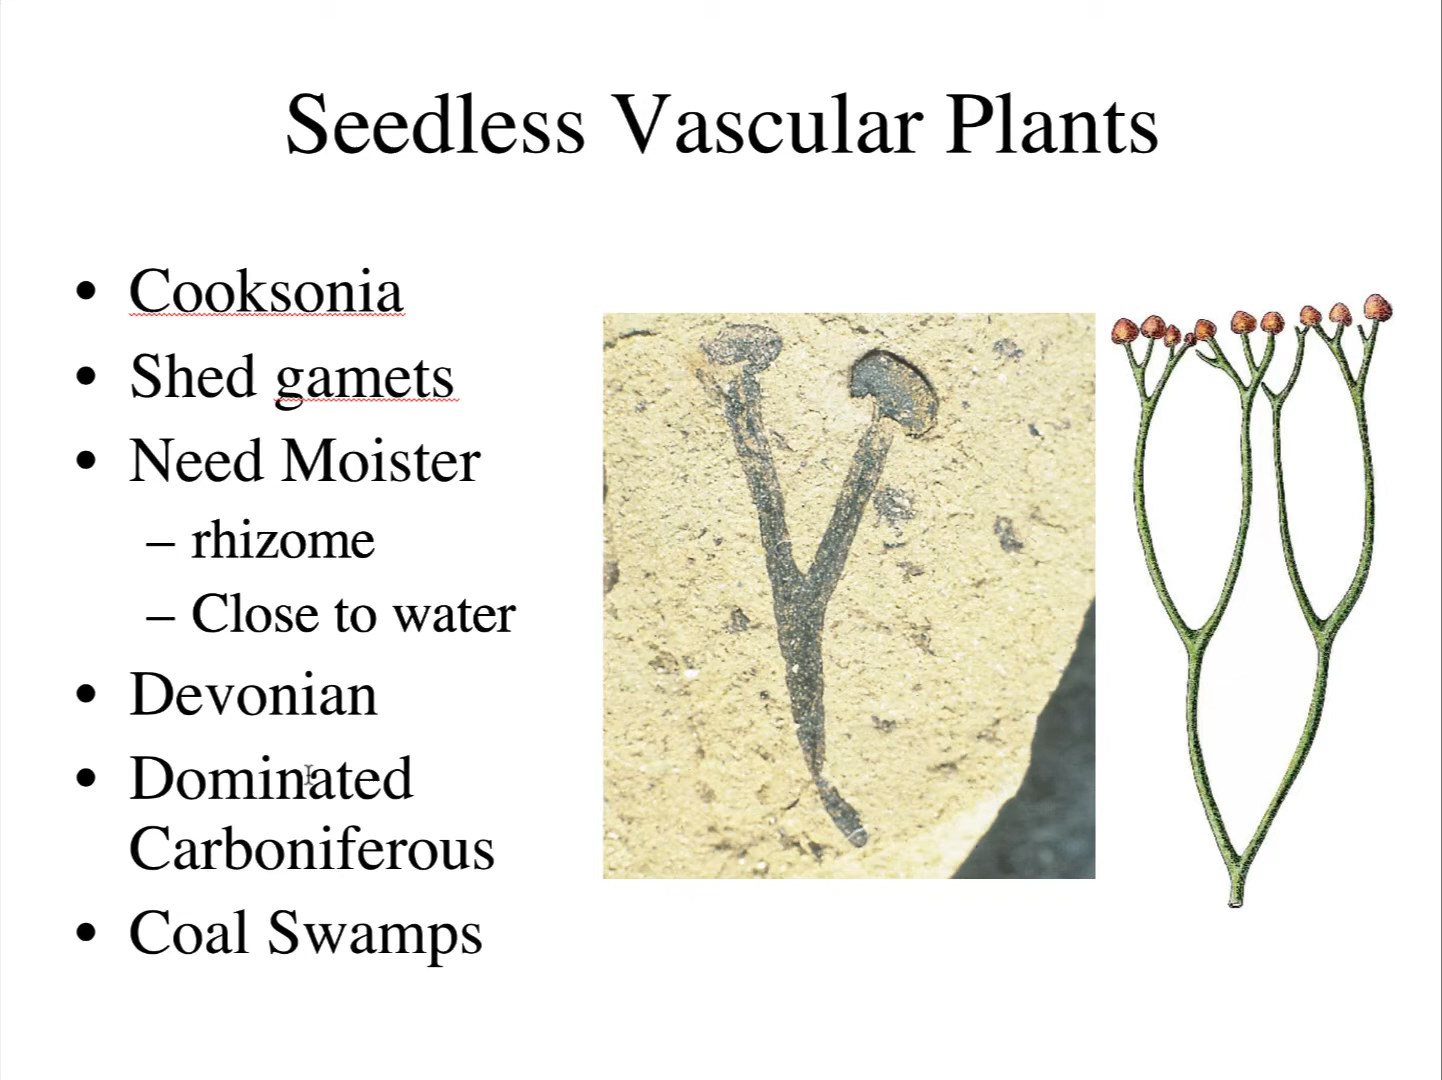 Seedless Vascular Plants
• Cooksonia
• Shed gamets
• Need Moister
– rhizome
– Close to water
• Devonian
• Dominated
Carboniferous
• Coal Swamps